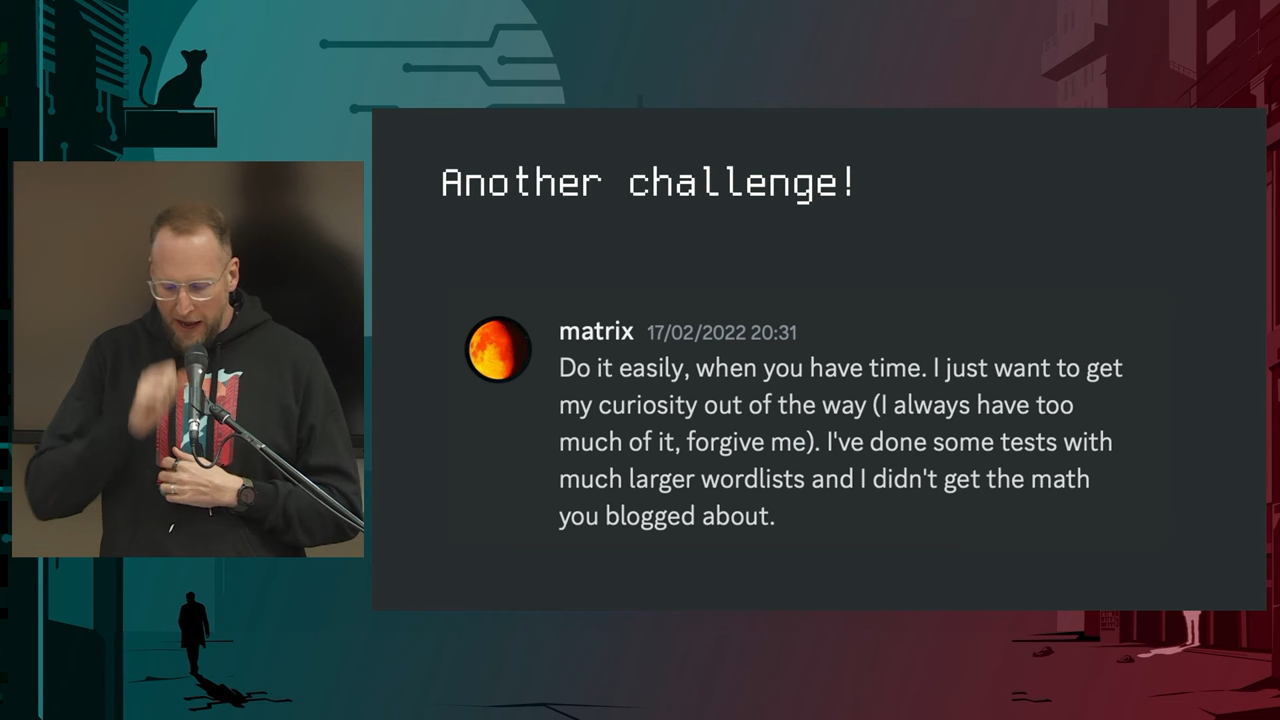 Another challenge!
matrix 17/02/2022 20:31
Do it easily, when you have time. I just want to get
my curiosity out of the way (I always have too
much of it, forgive me). I've done some tests with
much larger wordlists and I didn't get the math
you blogged about.